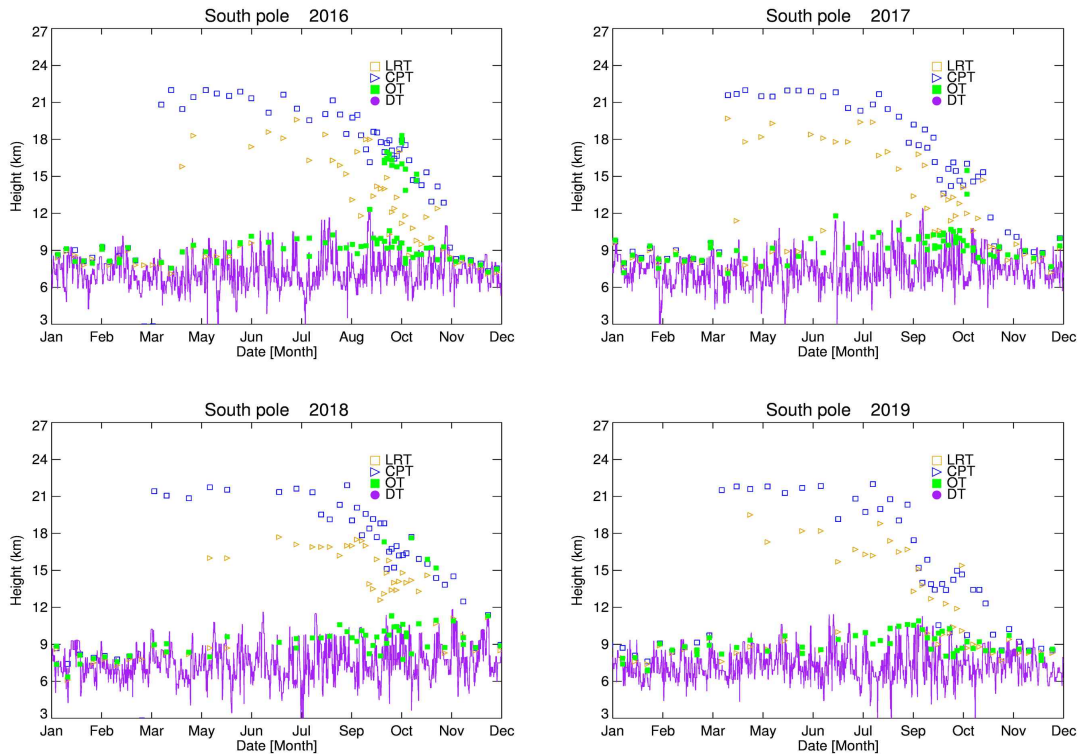 South pole 2016
27
24
21
18
15
12
9
6
3
Height (km)
LRT
CPT
OT
DT
Jan Feb Mar May Jun Jul Aug Sep Oct Nov Dec
Date [Month]
South pole 2017
27
24
21
18
15
12
9
6
3
Height (km)
LRT
CPT
OT
DT
Jan Feb Mar May Jun Jul Sep Oct Nov Dec
Date [Month]
South pole 2018
27
24
21
18
15
12
9
6
3
Height (km)
LRT
CPT
OT
DT
Jan Feb Mar May Jun Jul Aug Sep Oct Nov Dec
Date [Month]
South pole 2019
27
24
21
18
15
12
9
6
3
Height (km)
LRT
CPT
OT
DT
Jan Feb Mar May Jun Jul Sep Oct Nov Dec
Date [Month]